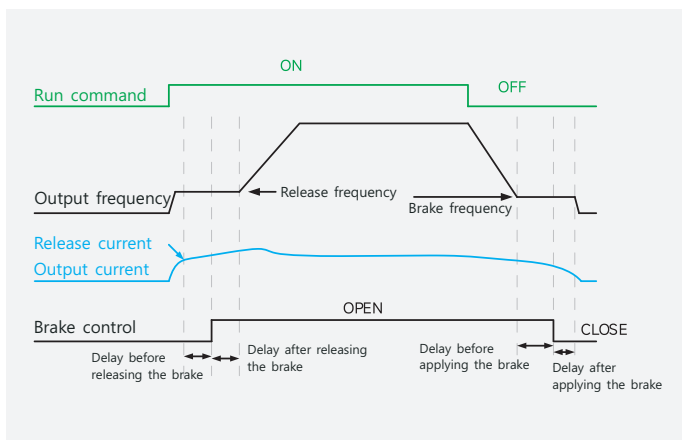 ON
OFF
Run command
Output frequency
Release frequency
Brake frequency
Release current
Output current
OPEN
Brake control
CLOSE
Delay before
releasing the brake
Delay after releasing
the brake
Delay before
applying the brake
Delay after
applying the brake